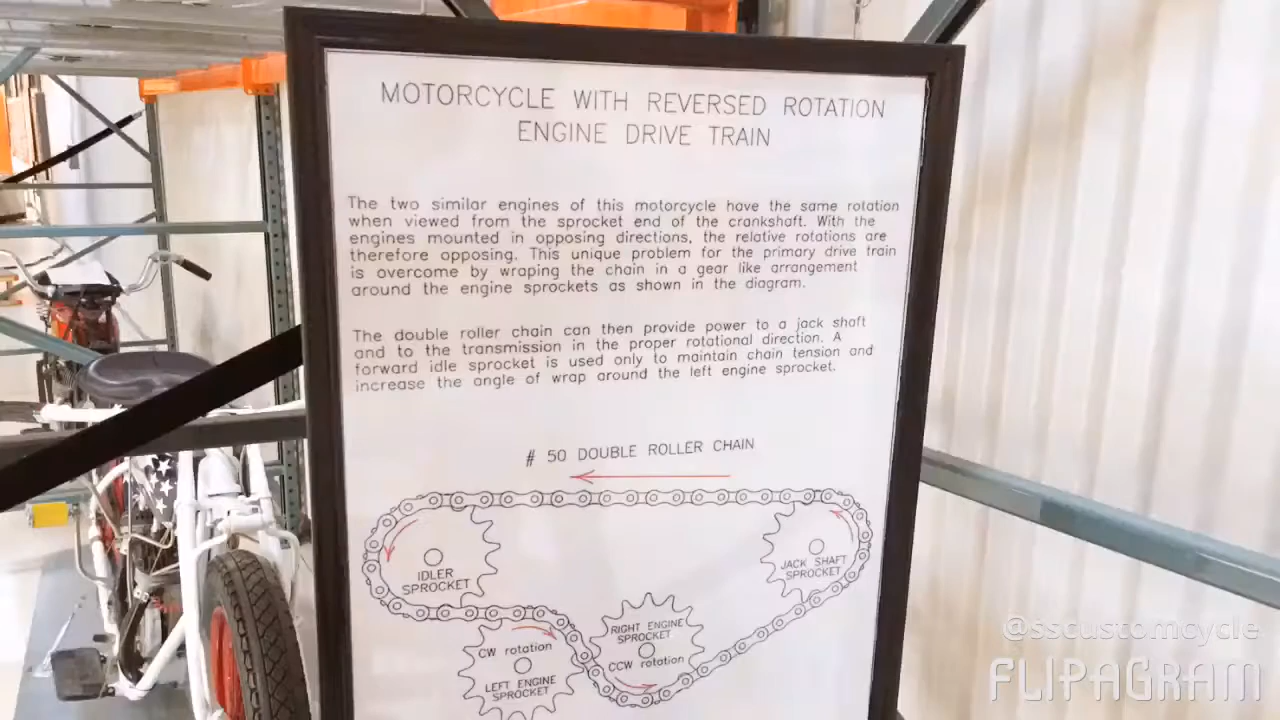 MOTORCYCLE WITH REVERSED ROTATION
ENGINE DRIVE TRAIN
The two similar engines of this motorcycle have the same rotation
when viewed from the sprocket end of the crankshaft. With the
engines mounted in opposing directions, the relative rotations are
therefore opposing. This unique problem for the primary drive train
is overcome by wraping the chain in a gear like arrangement
around the engine sprockets as shown in the diagram.
The double roller chain can then provide power to a jack shaft
and to the transmission in the proper rotational direction. A
forward idle sprocket is used only to maintain chain tension and
increase the angle of wrap around the left engine sprocket.
# 50 DOUBLE ROLLER CHAIN
IDLER
SPROCKET
JACK SHAFT
SPROCKET
RIGHT ENGINE
SPROCKET
CCW rotation
CW rotation
LEFT ENGINE
SPROCKET
@sscustomcycle
FLIPAGRAM